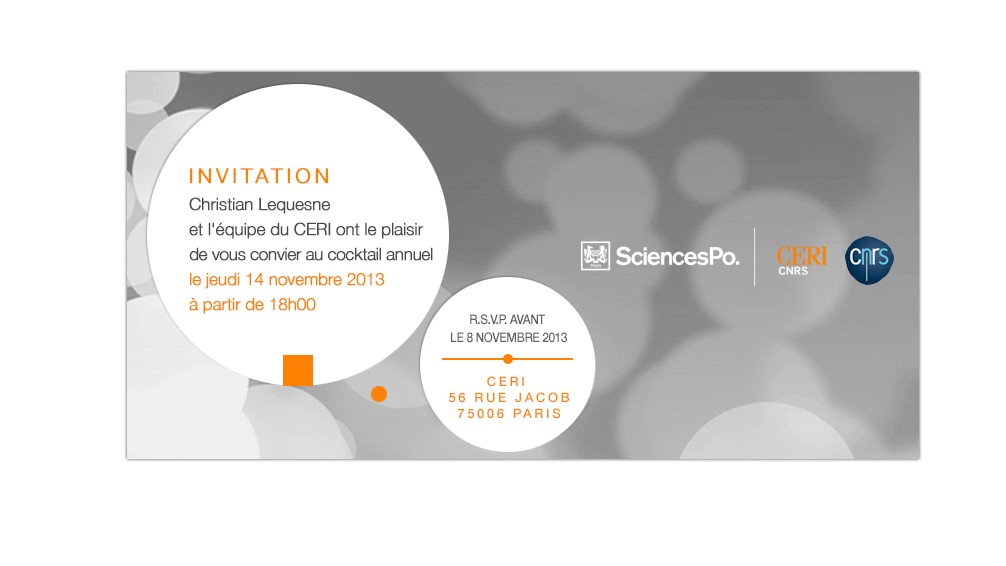 INVITATION
Christian Lequesne
et l'équipe du CERI ont le plaisir
de vous convier au cocktail annuel
le jeudi 14 novembre 2013
à partir de 18h00
R.S.V.P. AVANT
LE 8 NOVEMBRE 2013
CERI
56 RUE JACOB
75006 PARIS
SciencesPo.
CERI
CNRS
cnrs